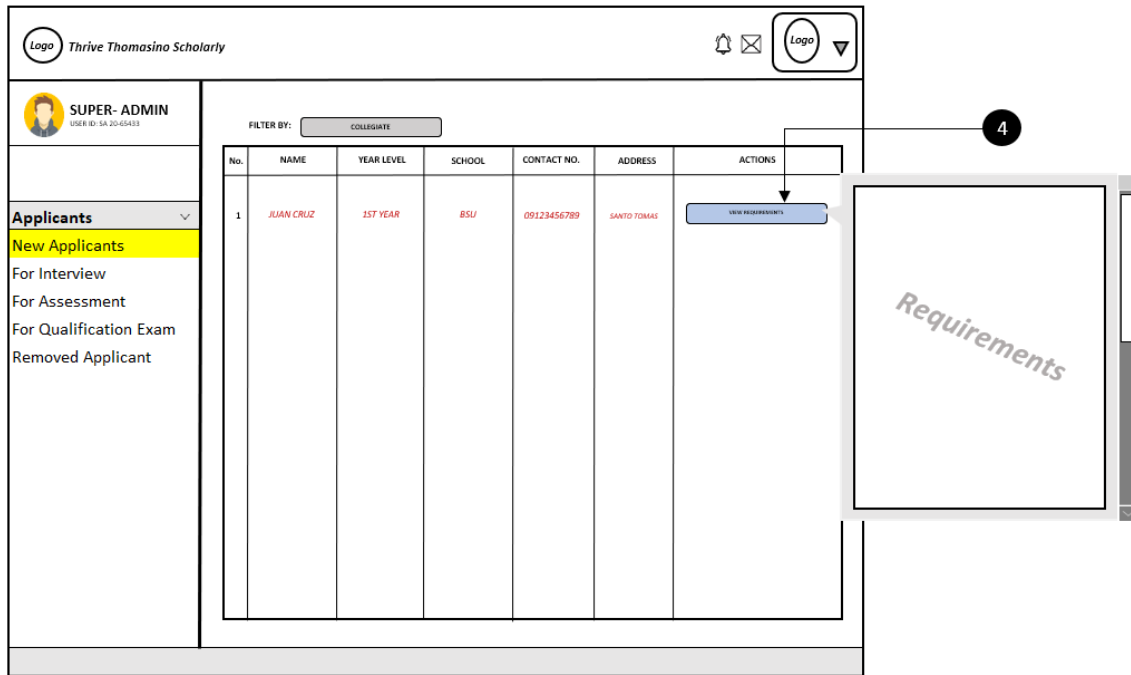 Logo
Thrive Thomasino Scholarly
Logo
SUPER- ADMIN
USER ID: SA 20-65433
Applicants
New Applicants
For Interview
For Assessment
For Qualification Exam
Removed Applicant
FILTER BY: COLLEGIATE
No. NAME YEAR LEVEL SCHOOL CONTACT NO. ADDRESS ACTIONS
1 JUAN CRUZ 1ST YEAR BSU 09123456789 SANTO TOMAS VIEW REQUIREMENTS
4
Requirements